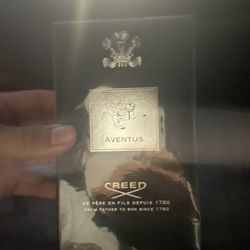 AVENTUS
CREED
DE PÈRE EN FILS DEPUIS 1760
FROM FATHER TO SON SINCE 1760